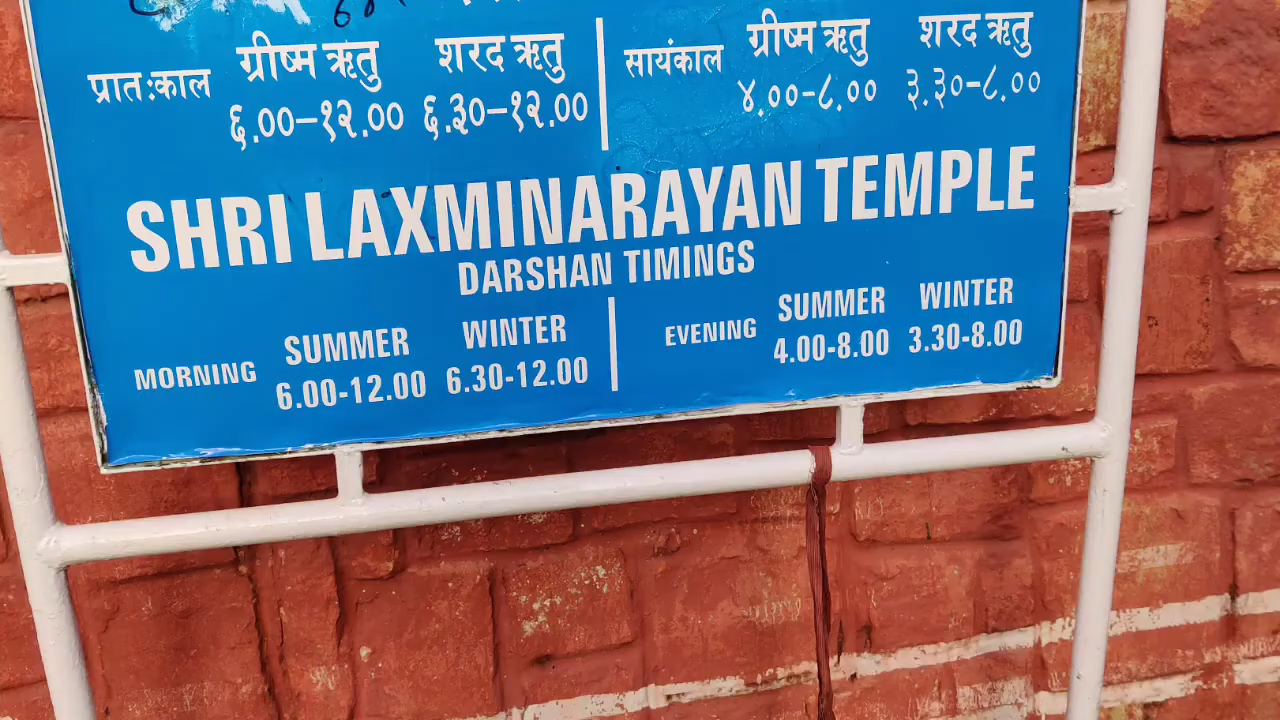 ग्रीष्म ऋतु शरद ऋतु ग्रीष्म ऋतु शरद ऋतु
प्रात:काल ६.००–१२.०० ६.३०–१२.०० सायंकाल ४.००–८.०० ३.३०–८.००
SHRI LAXMINARAYAN TEMPLE
DARSHAN TIMINGS
SUMMER WINTER SUMMER WINTER
MORNING 6.00-12.00 6.30-12.00 EVENING 4.00-8.00 3.30-8.00